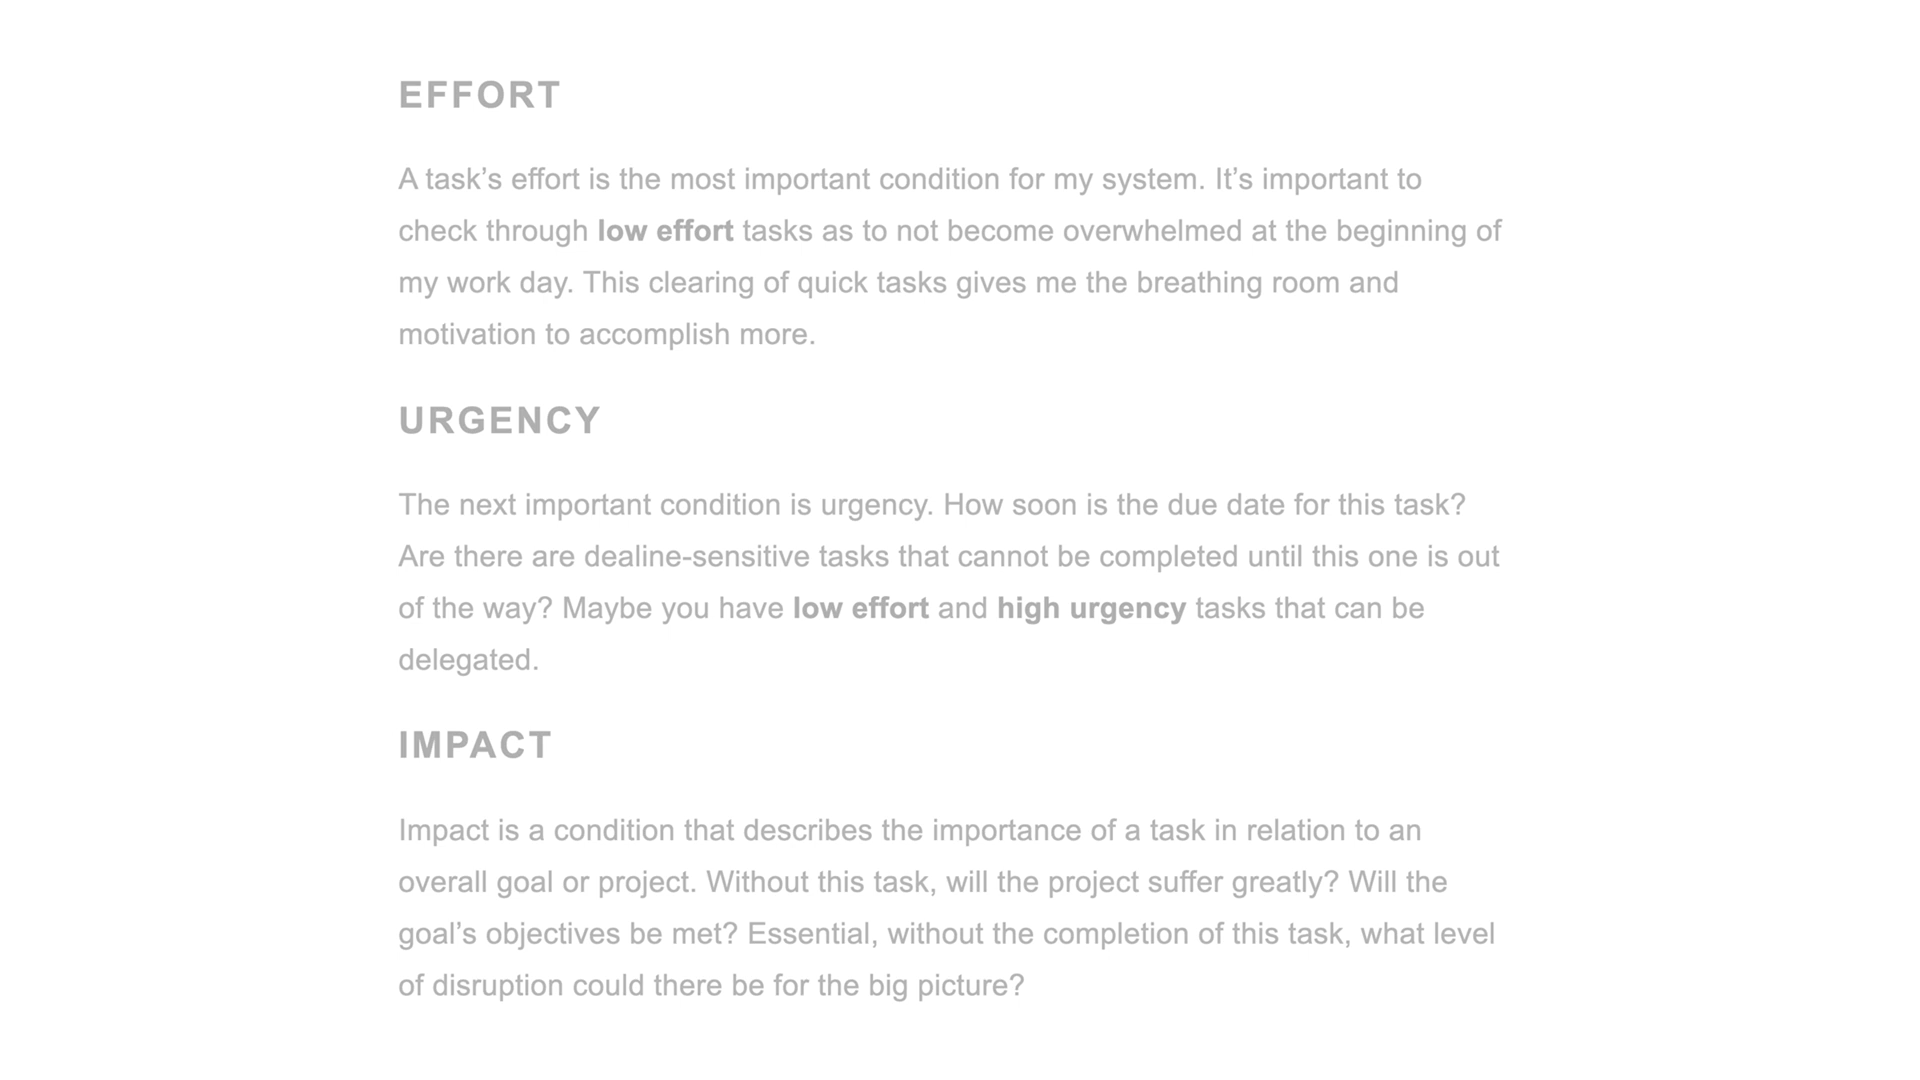 EFFORT
A task’s effort is the most important condition for my system. It’s important to
check through low effort tasks as to not become overwhelmed at the beginning of
my work day. This clearing of quick tasks gives me the breathing room and
motivation to accomplish more.
URGENCY
The next important condition is urgency. How soon is the due date for this task?
Are there are dealine-sensitive tasks that cannot be completed until this one is out
of the way? Maybe you have low effort and high urgency tasks that can be
delegated.
IMPACT
Impact is a condition that describes the importance of a task in relation to an
overall goal or project. Without this task, will the project suffer greatly? Will the
goal’s objectives be met? Essential, without the completion of this task, what level
of disruption could there be for the big picture?